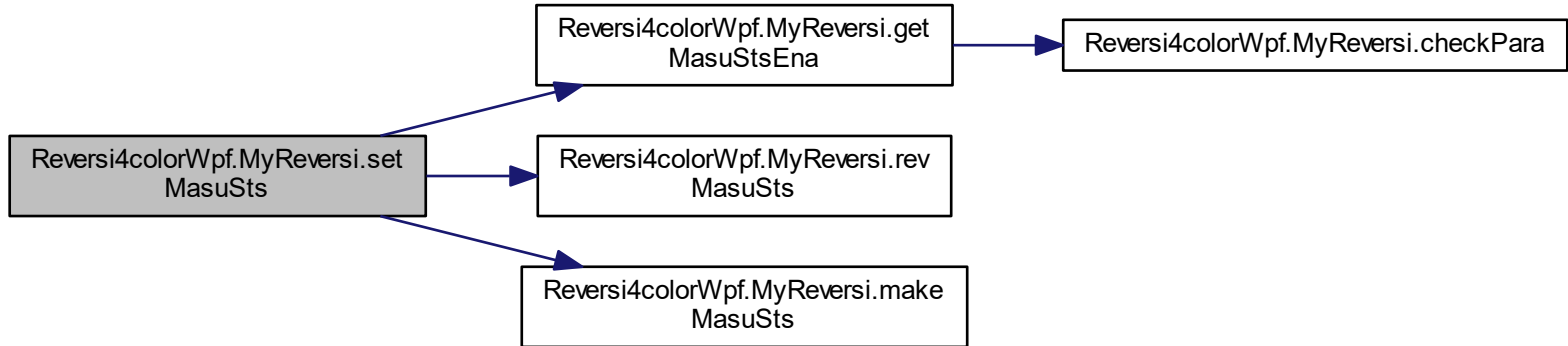 Reversi4colorWpf.MyReversi.set
MasuSts
Reversi4colorWpf.MyReversi.get
MasuStsEna
Reversi4colorWpf.MyReversi.checkPara
Reversi4colorWpf.MyReversi.rev
MasuSts
Reversi4colorWpf.MyReversi.make
MasuSts